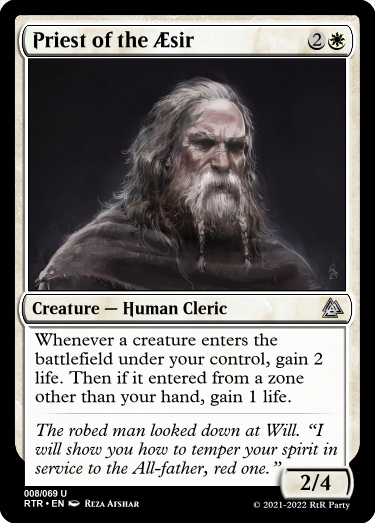 Priest of the Æsir 2
Creature — Human Cleric
Whenever a creature enters the
battlefield under your control, gain 2
life. Then if it entered from a zone
other than your hand, gain 1 life.
The robed man looked down at Will. “I
will show you how to temper your spirit in
service to the All-father, red one.”
2/4
008/069 U
RTR • EN Reza Afshar
© 2021-2022 RtR Party